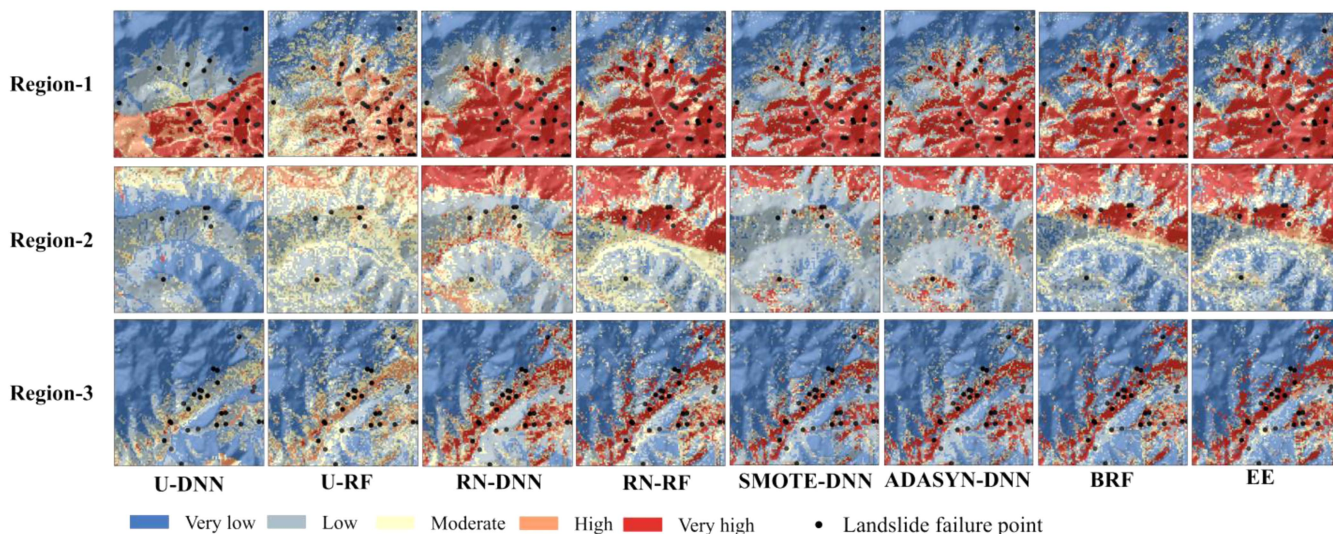 Region-1
Region-2
Region-3
U-DNN U-RF RN-DNN RN-RF SMOTE-DNN ADASYN-DNN BRF EE
Very low Low Moderate High Very high Landslide failure point